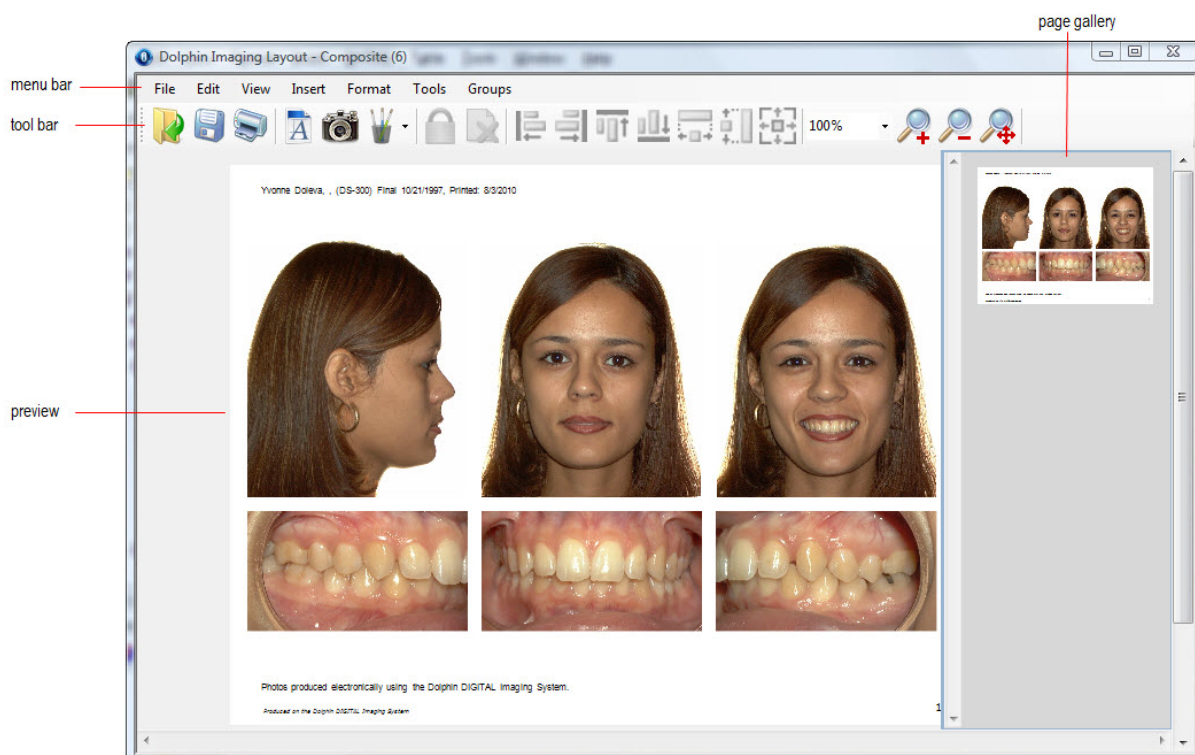 page gallery
Dolphin Imaging Layout - Composite (6)
menu bar
File Edit View Insert Format Tools Groups
tool bar
A
100%
Yvonne Doleva, , (DS-300) Final 10/21/1997, Printed: 8/3/2010
preview
Photos produced electronically using the Dolphin DIGITAL Imaging System.
Produced on the Dolphin DIGITAL Imaging System
1